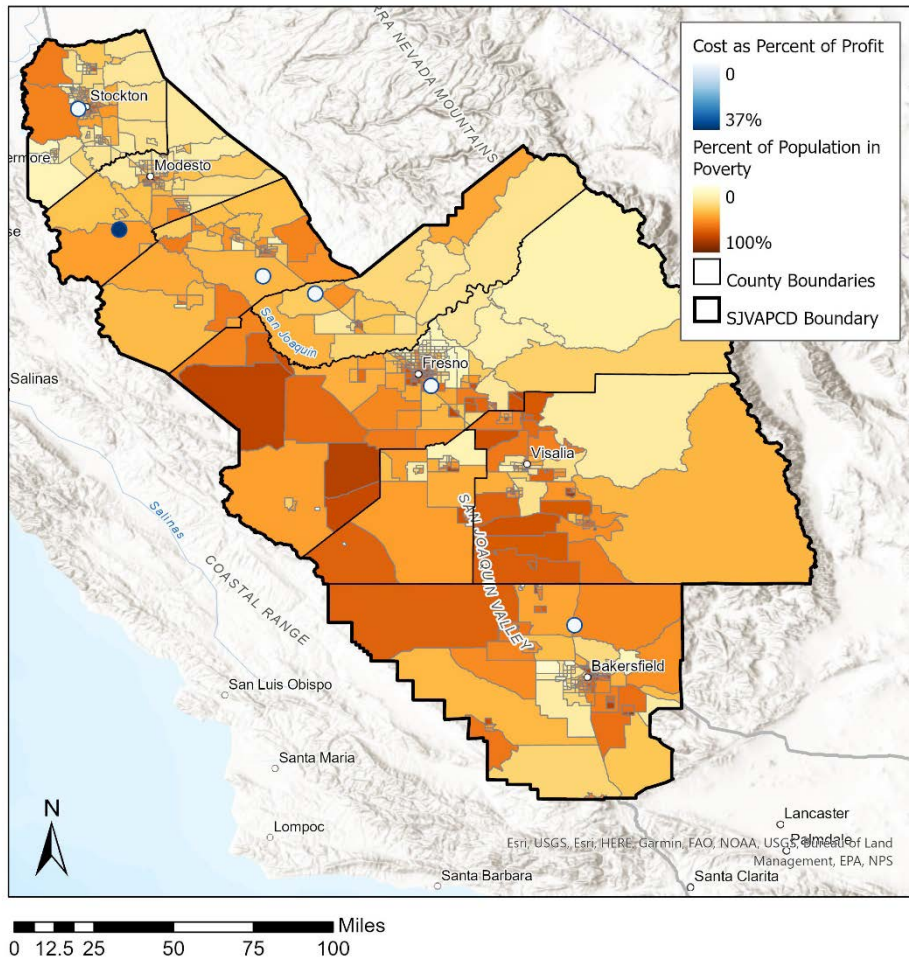 SIERRA NEVADA MOUNTAINS
Cost as Percent of Profit
0
37%
Percent of Population in
Poverty
0
100%
County Boundaries
SJVAPCD Boundary
Stockton
ermore
Modesto
se
San Joaquin
Fresno
Salinas
Visalia
Salinas
COASTAL RANGE
SAN JOAQUIN VALLEY
Bakersfield
San Luis Obispo
Santa Maria
Lompoc
Santa Barbara
Lancaster
Palmdale
Santa Clarita
N
Esri, USGS, Esri, HERE, Garmin, FAO, NOAA, USGS, Bureau of Land
Management, EPA, NPS
Miles
0 12.5 25 50 75 100